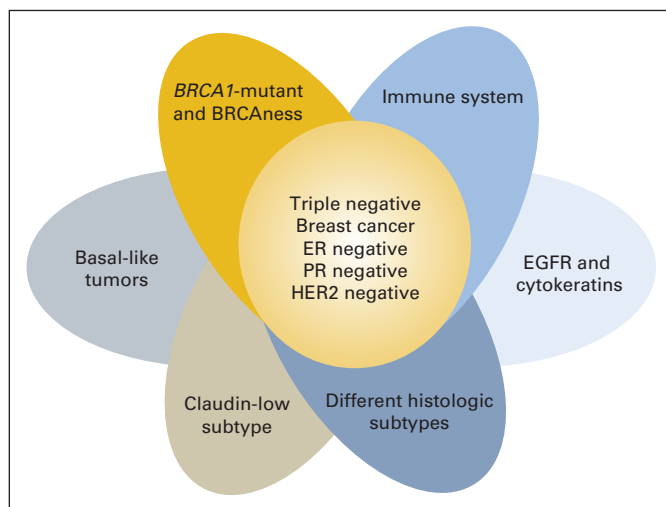 BRCA1-mutant
and BRCAness
Immune system
Triple negative
Breast cancer
ER negative
PR negative
HER2 negative
Basal-like
tumors
EGFR and
cytokeratins
Claudin-low
subtype
Different histologic
subtypes